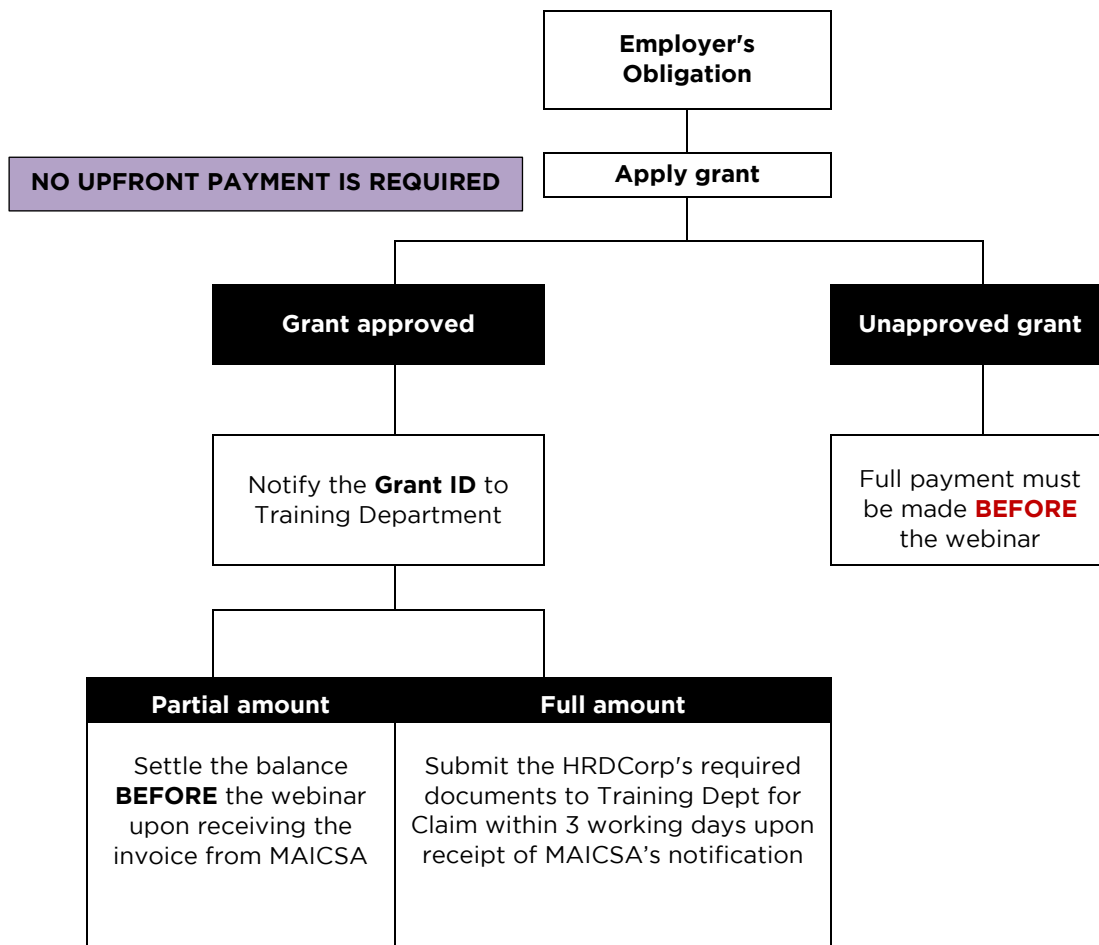 Employer's
Obligation
NO UPFRONT PAYMENT IS REQUIRED
Apply grant
Grant approved
Unapproved grant
Notify the Grant ID to
Training Department
Full payment must
be made BEFORE
the webinar
Partial amount
Full amount
Settle the balance
BEFORE the webinar
upon receiving the
invoice from MAICSA
Submit the HRDCorp's required
documents to Training Dept for
Claim within 3 working days upon
receipt of MAICSA’s notification